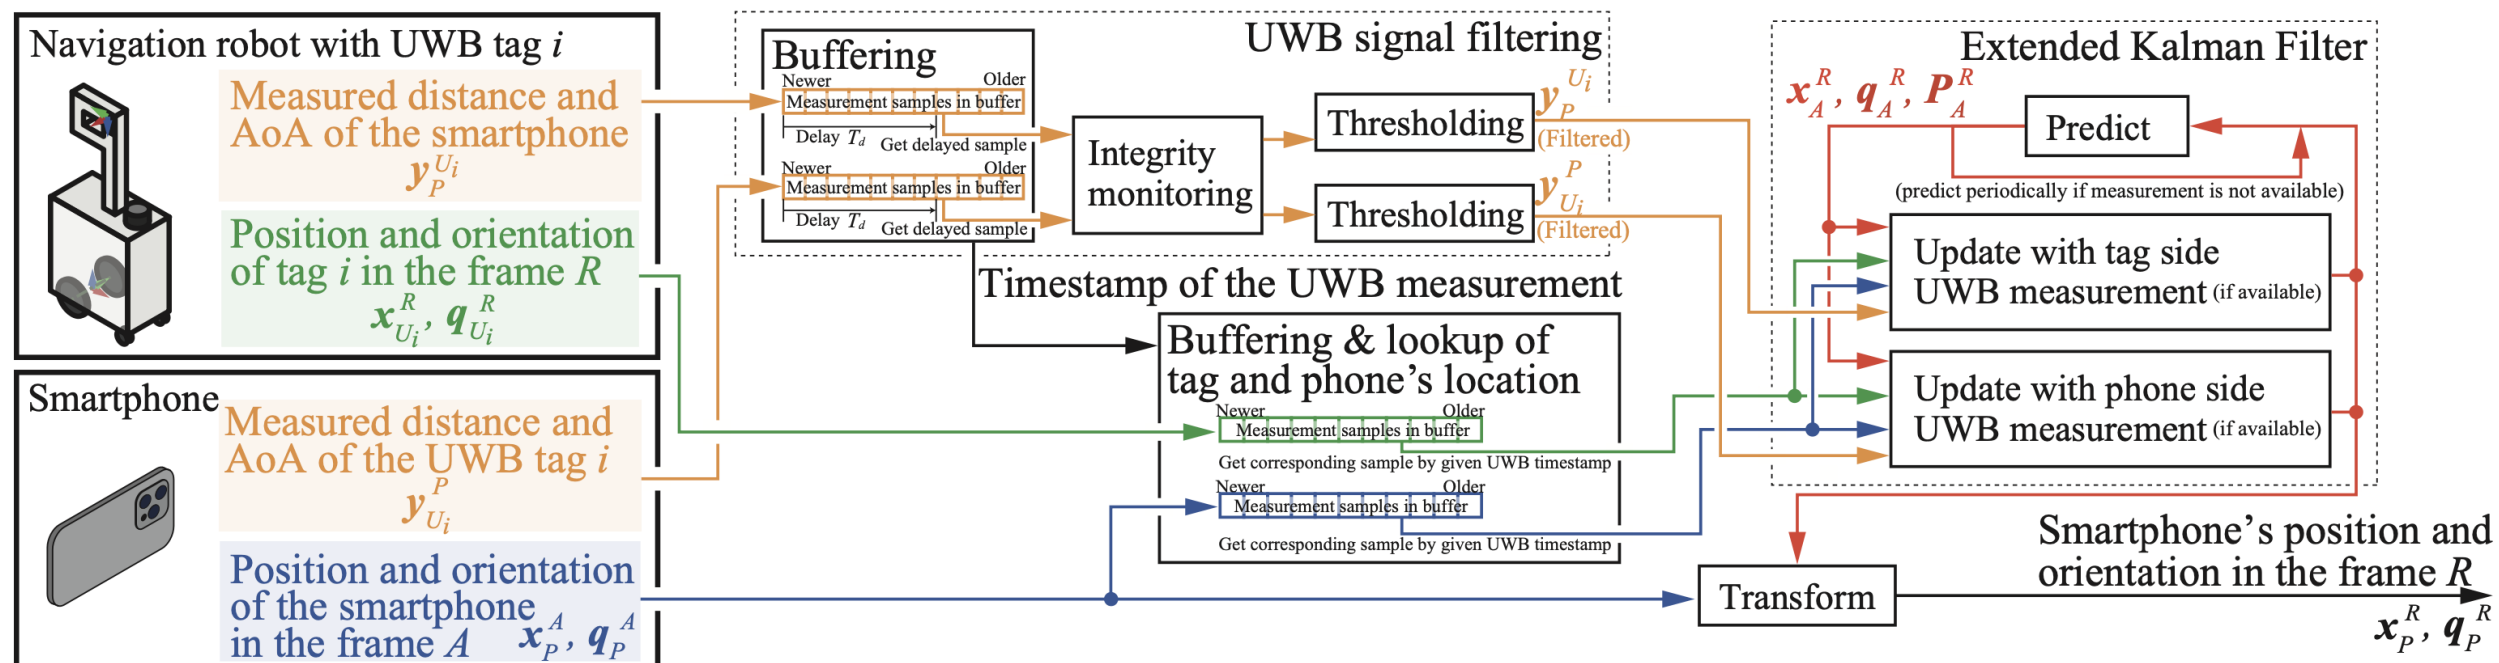 Navigation robot with UWB tag i
Measured distance and
AoA of the smartphone
y_P^{U_i}
Position and orientation
of tag i in the frame R
x_{U_i}^R, q_{U_i}^R
Smartphone
Measured distance and
AoA of the UWB tag i
y_{U_i}^P
Position and orientation
of the smartphone
in the frame A x_P^A, q_P^A
UWB signal filtering
Buffering
Newer Older
Measurement samples in buffer
Delay T_d Get delayed sample
Newer Older
Measurement samples in buffer
Delay T_d Get delayed sample
Integrity
monitoring
Thresholding
y_P^{U_i}
(Filtered)
Thresholding
y_{U_i}^P
(Filtered)
Timestamp of the UWB measurement
Buffering & lookup of
tag and phone's location
Newer Older
Measurement samples in buffer
Get corresponding sample by given UWB timestamp
Newer Older
Measurement samples in buffer
Get corresponding sample by given UWB timestamp
Extended Kalman Filter
x_A^R, q_A^R, P_A^R
Predict
(predict periodically if measurement is not available)
Update with tag side
UWB measurement (if available)
Update with phone side
UWB measurement (if available)
Transform
Smartphone's position and
orientation in the frame R
x_P^R, q_P^R